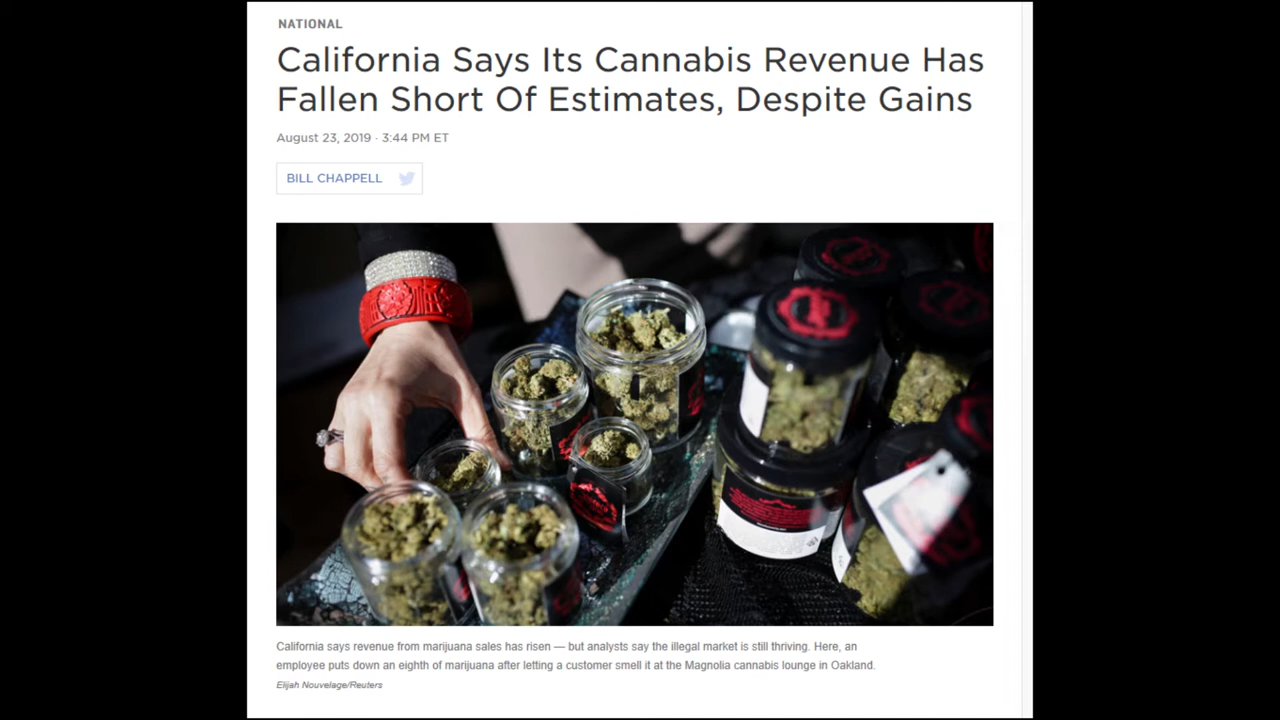 NATIONAL
California Says Its Cannabis Revenue Has
Fallen Short Of Estimates, Despite Gains
August 23, 2019 · 3:44 PM ET
BILL CHAPPELL
California says revenue from marijuana sales has risen — but analysts say the illegal market is still thriving. Here, an
employee puts down an eighth of marijuana after letting a customer smell it at the Magnolia cannabis lounge in Oakland.
Elijah Nouvelage/Reuters